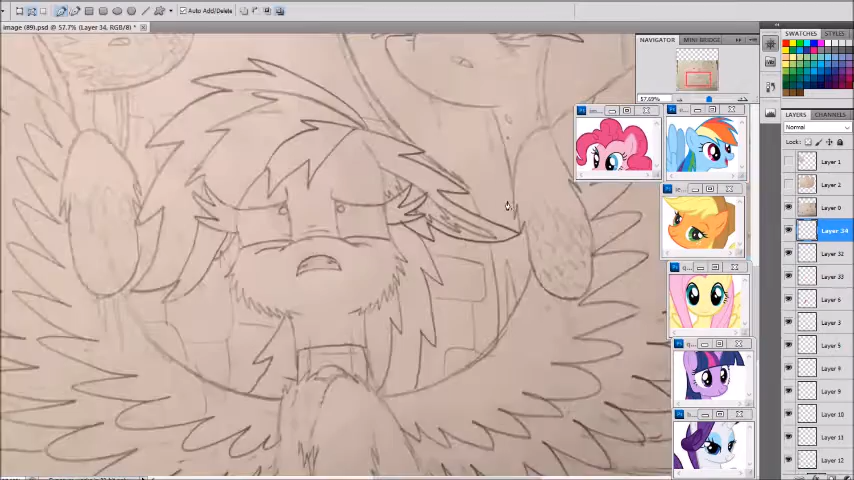 Auto Add/Delete
image (89).psd @ 57.7% (Layer 34, RGB/8) *
NAVIGATOR
MINI BRIDGE
57.69%
SWATCHES
STYLES
LAYERS
CHANNELS
Normal
Lock:
Layer 1
Layer 2
Layer 0
Layer 34
Layer 32
Layer 33
Layer 6
Layer 3
Layer 5
Layer 8
Layer 9
Layer 10
Layer 11
Layer 12